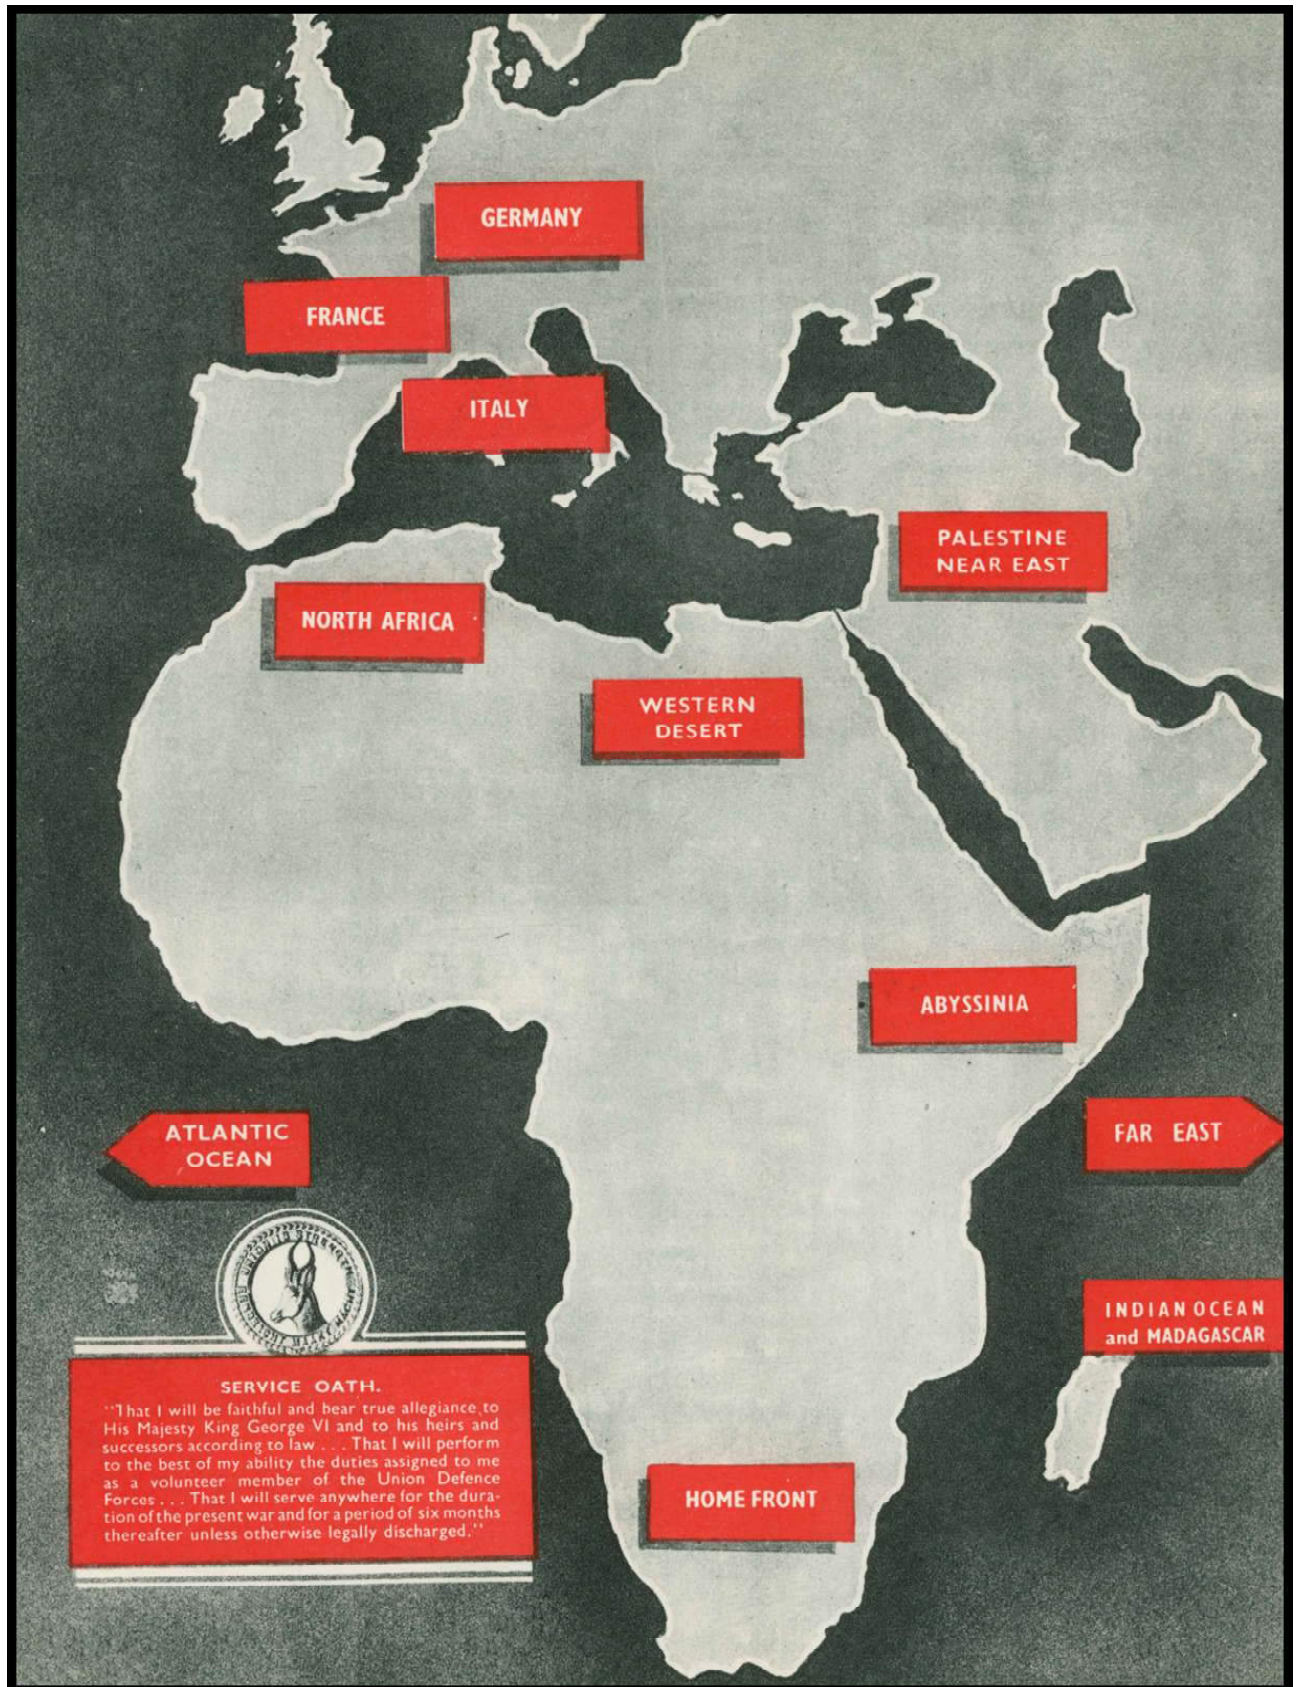 GERMANY
FRANCE
ITALY
PALESTINE
NEAR EAST
NORTH AFRICA
WESTERN
DESERT
ABYSSINIA
ATLANTIC
OCEAN
FAR EAST
INDIAN OCEAN
and MADAGASCAR
HOME FRONT
SERVICE OATH.
"That I will be faithful and bear true allegiance to
His Majesty King George VI and to his heirs and
successors according to law . . . That I will perform
to the best of my ability the duties assigned to me
as a volunteer member of the Union Defence
Forces . . . That I will serve anywhere for the dura-
tion of the present war and for a period of six months
thereafter unless otherwise legally discharged."